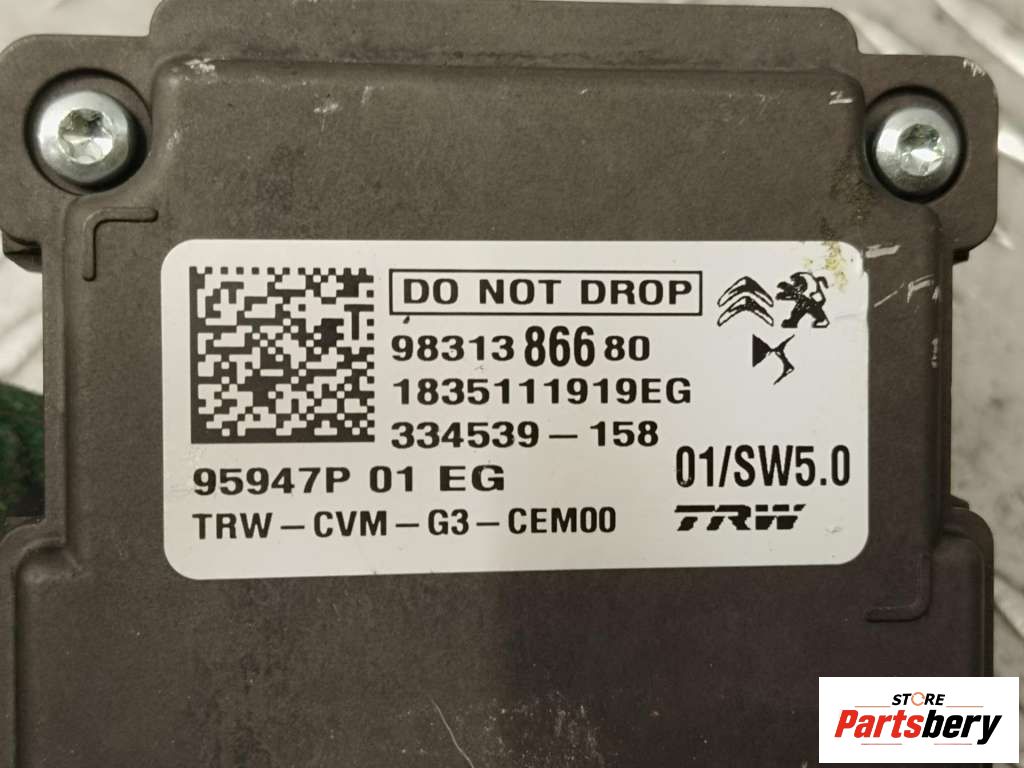 DO NOT DROP
98313 866 80
1835111919EG
334539-158
95947P 01 EG
01/SW5.0
TRW-CVM-G3-CEM00
TRW
STORE
Partsbery